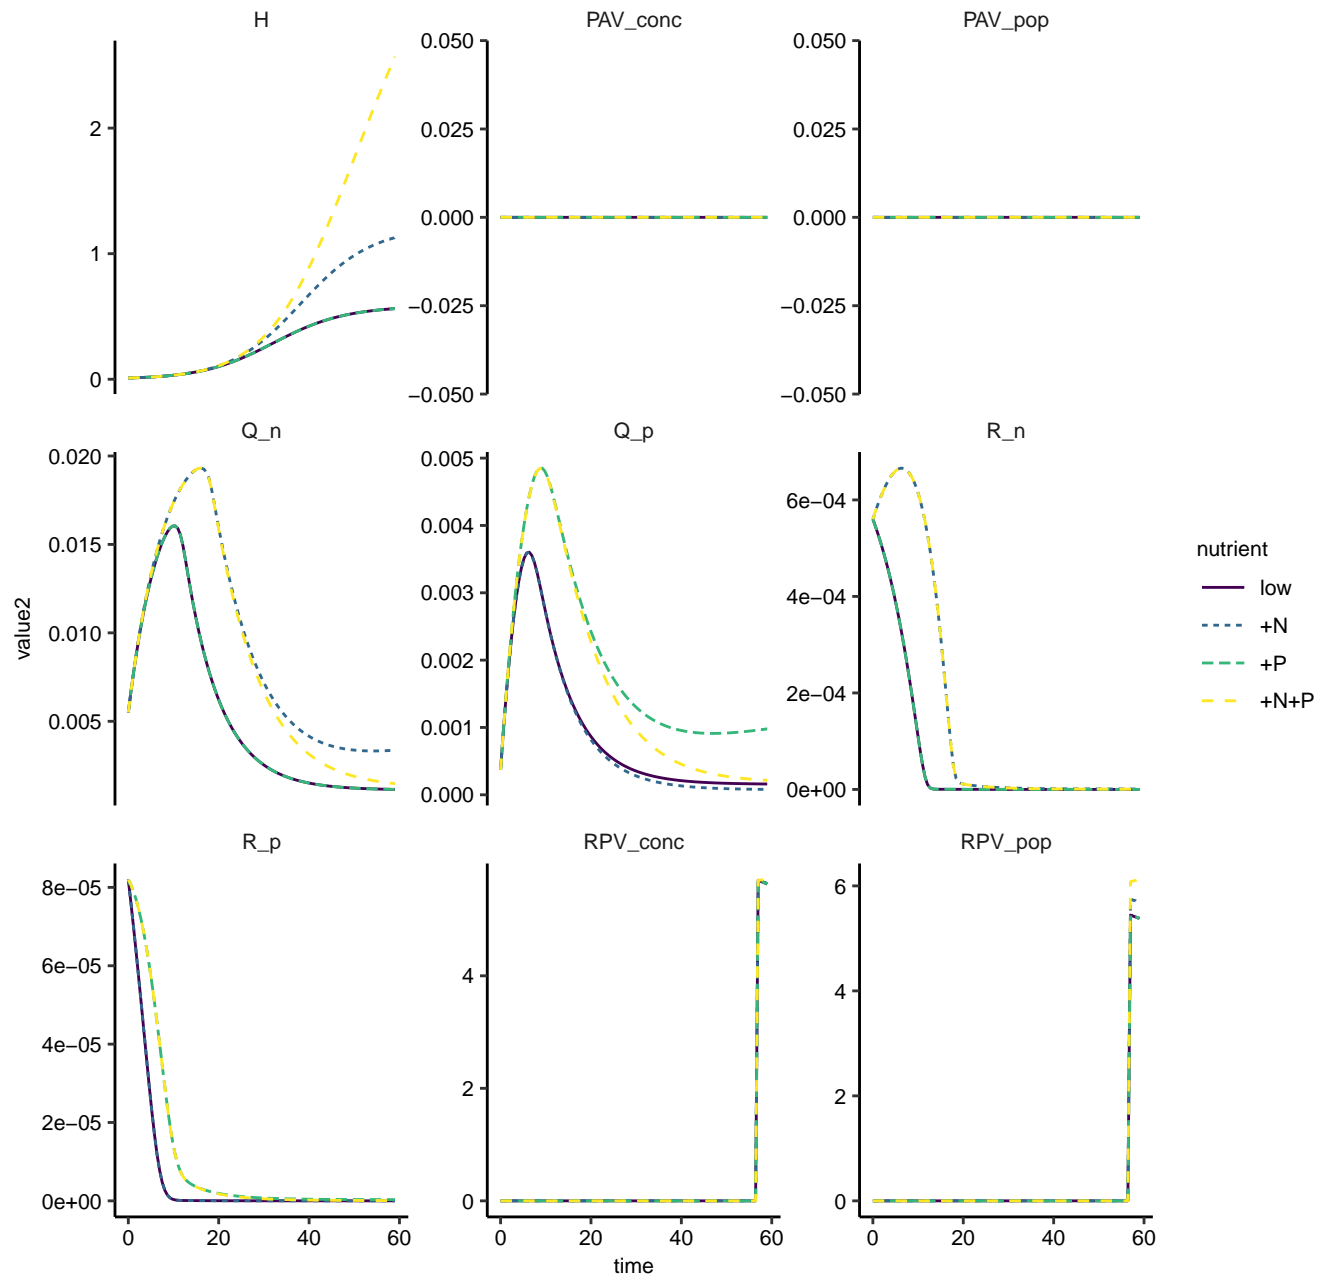 H
PAV_conc
PAV_pop
2
1
0
0.050
0.025
0.000
−0.025
−0.050
0.050
0.025
0.000
−0.025
−0.050
Q_n
Q_p
R_n
0.020
0.015
0.010
0.005
0.005
0.004
0.003
0.002
0.001
0.000
6e−04
4e−04
2e−04
0e+00
R_p
RPV_conc
RPV_pop
8e−05
6e−05
4e−05
2e−05
0e+00
4
2
0
6
4
2
0
0 20 40 60
0 20 40 60
0 20 40 60
time
value2
nutrient
low
+N
+P
+N+P